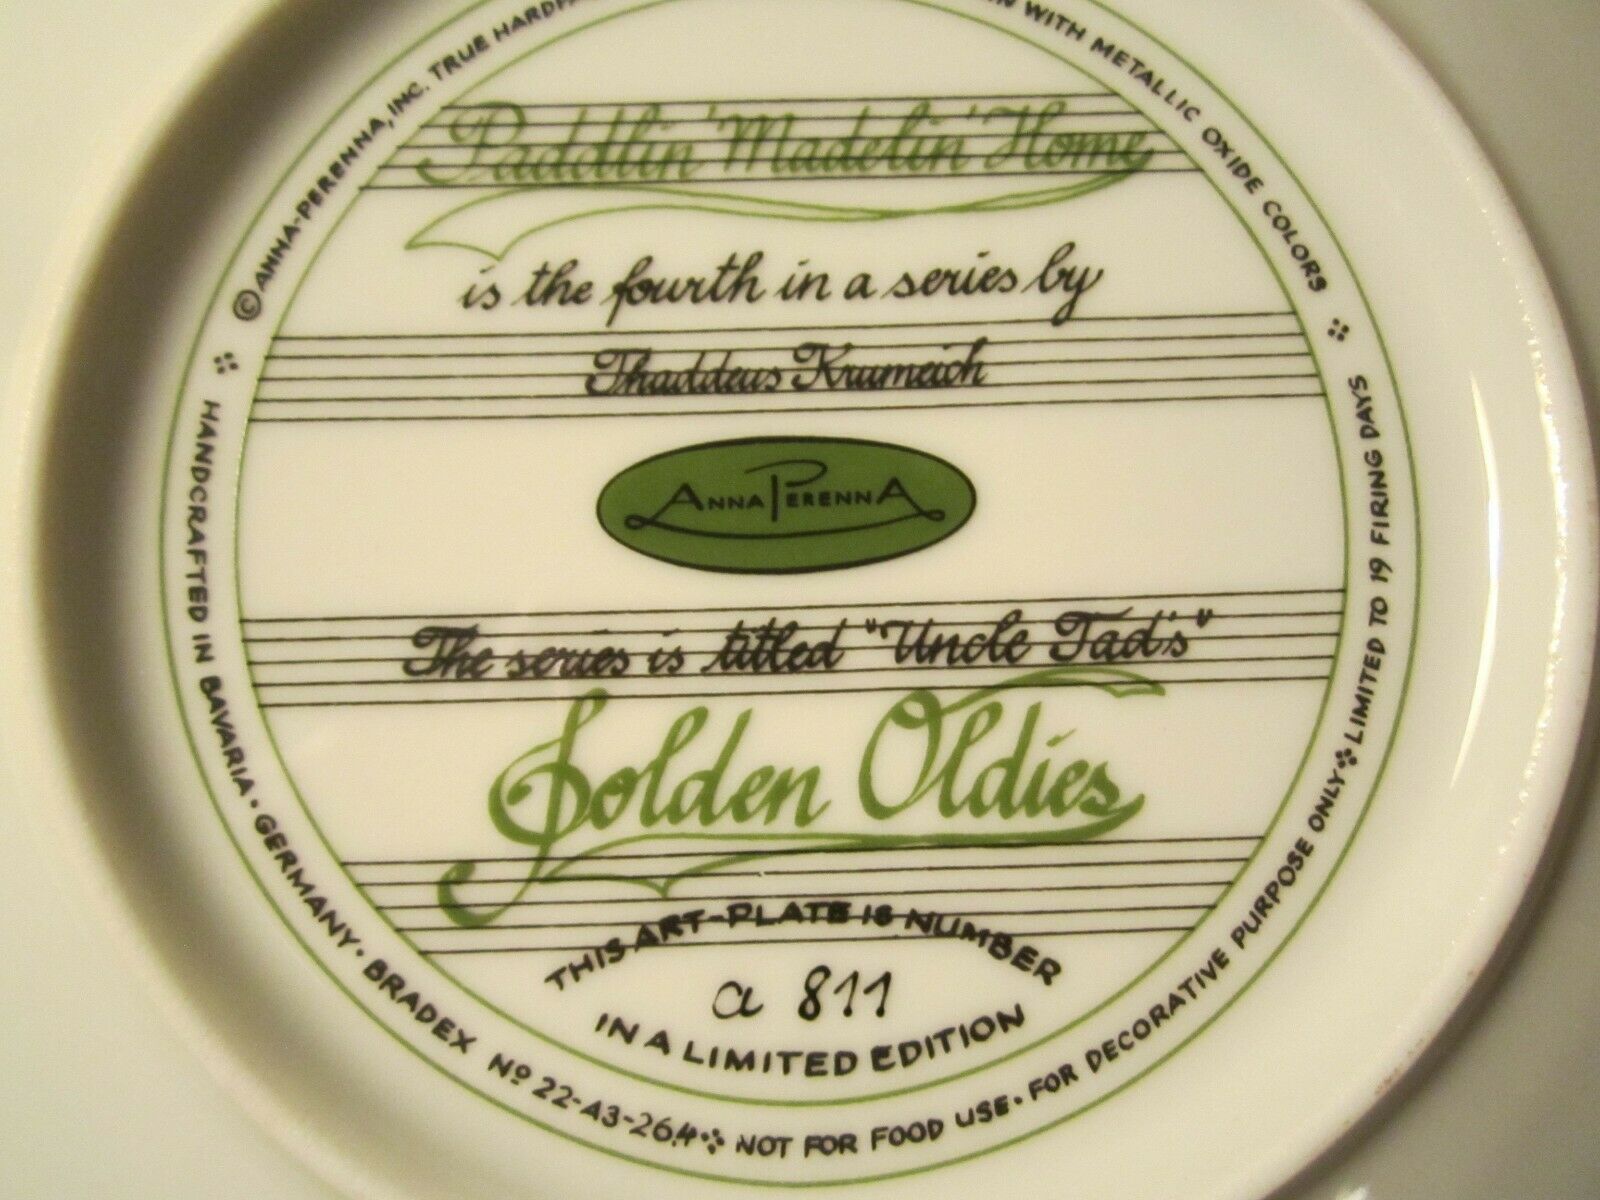 Paddlin' Madelin' Home
is the fourth in a series by
Thaddeus Krumeich
ANNA PERENNA
The series is titled "Uncle Tad's"
Golden Oldies
THIS ART-PLATE IS NUMBER
a 811
IN A LIMITED EDITION
© ANNA-PERENNA, INC. TRUE
WITH METALLIC OXIDE COLORS
LIMITED TO 19 FIRING DAYS
HANDCRAFTED IN BAVARIA · GERMANY · BRADEX Nº 22-A3-26.4 NOT FOR FOOD USE · FOR DECORATIVE PURPOSE ONLY